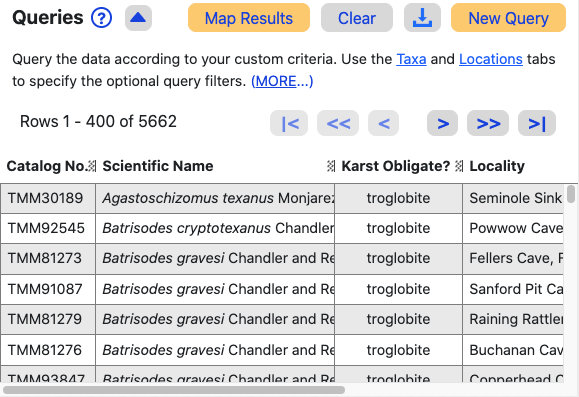 Queries ? Map Results Clear New Query
Query the data according to your custom criteria. Use the Taxa and Locations tabs
to specify the optional query filters. (MORE...)
Rows 1 - 400 of 5662 |< << < > >> >|
Catalog No. Scientific Name Karst Obligate? Locality
TMM30189 Agastoschizomus texanus Monjarez troglobite Seminole Sink
TMM92545 Batrisodes cryptotexanus Chandler troglobite Powwow Cave
TMM81273 Batrisodes gravesi Chandler and Re troglobite Fellers Cave, F
TMM91087 Batrisodes gravesi Chandler and Re troglobite Sanford Pit Ca
TMM81279 Batrisodes gravesi Chandler and Re troglobite Raining Rattler
TMM81276 Batrisodes gravesi Chandler and Re troglobite Buchanan Cav
TMM93847 Batrisodes gravesi Chandler and Re troglobite Copperhead C